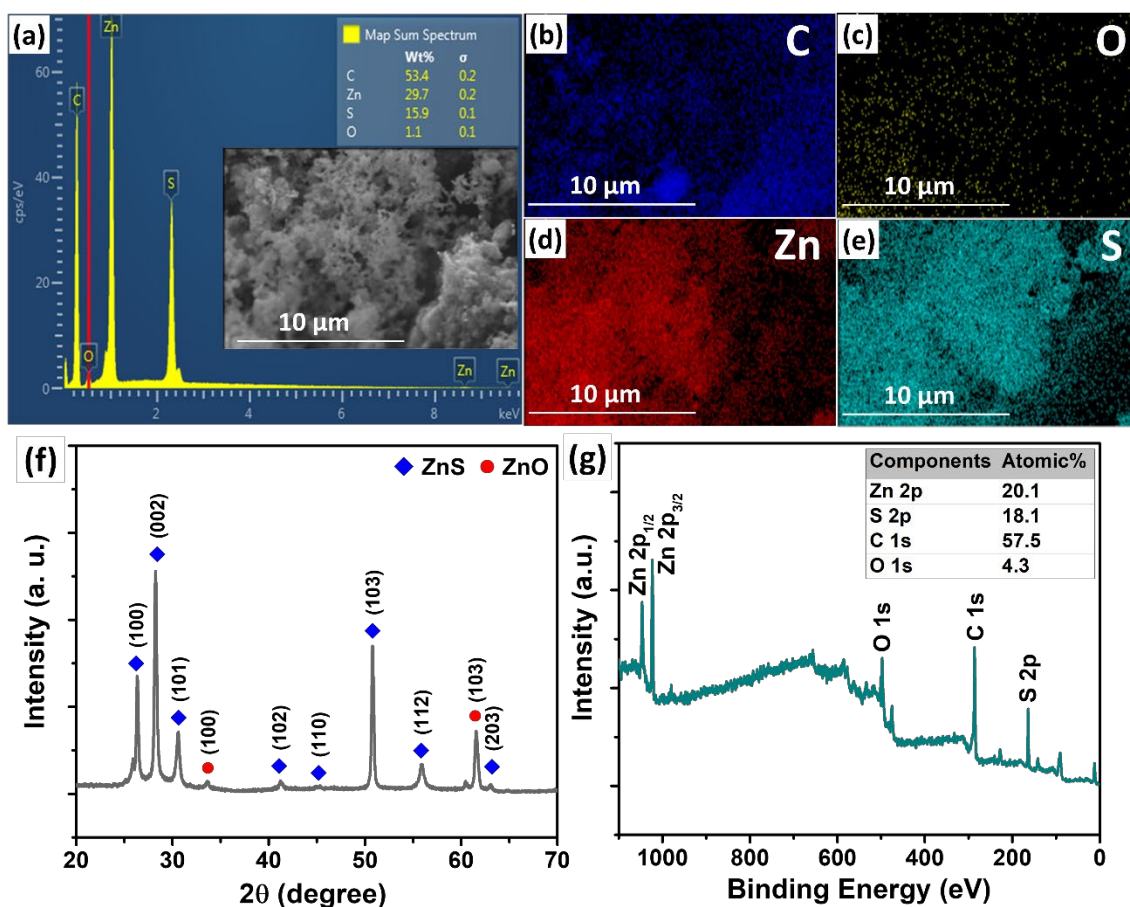 (a)
Zn
Map Sum Spectrum
Wt% σ
C 53.4 0.2
Zn 29.7 0.2
S 15.9 0.1
O 1.1 0.1
60
C
40
S
cps/eV
20
10 µm
O
Zn
Zn
0
2 4 6 8 keV
(b) C
10 µm
(c) O
10 µm
(d) Zn
10 µm
(e) S
10 µm
(f)
ZnS ZnO
(100)
(002)
(101)
(100)
(102)
(110)
(103)
(112)
(103)
(203)
Intensity (a. u.)
20 30 40 50 60 70
2θ (degree)
(g)
Components Atomic%
Zn 2p 20.1
S 2p 18.1
C 1s 57.5
O 1s 4.3
Zn 2p1/2
Zn 2p3/2
O 1s
C 1s
S 2p
Intensity (a.u.)
1000 800 600 400 200 0
Binding Energy (eV)